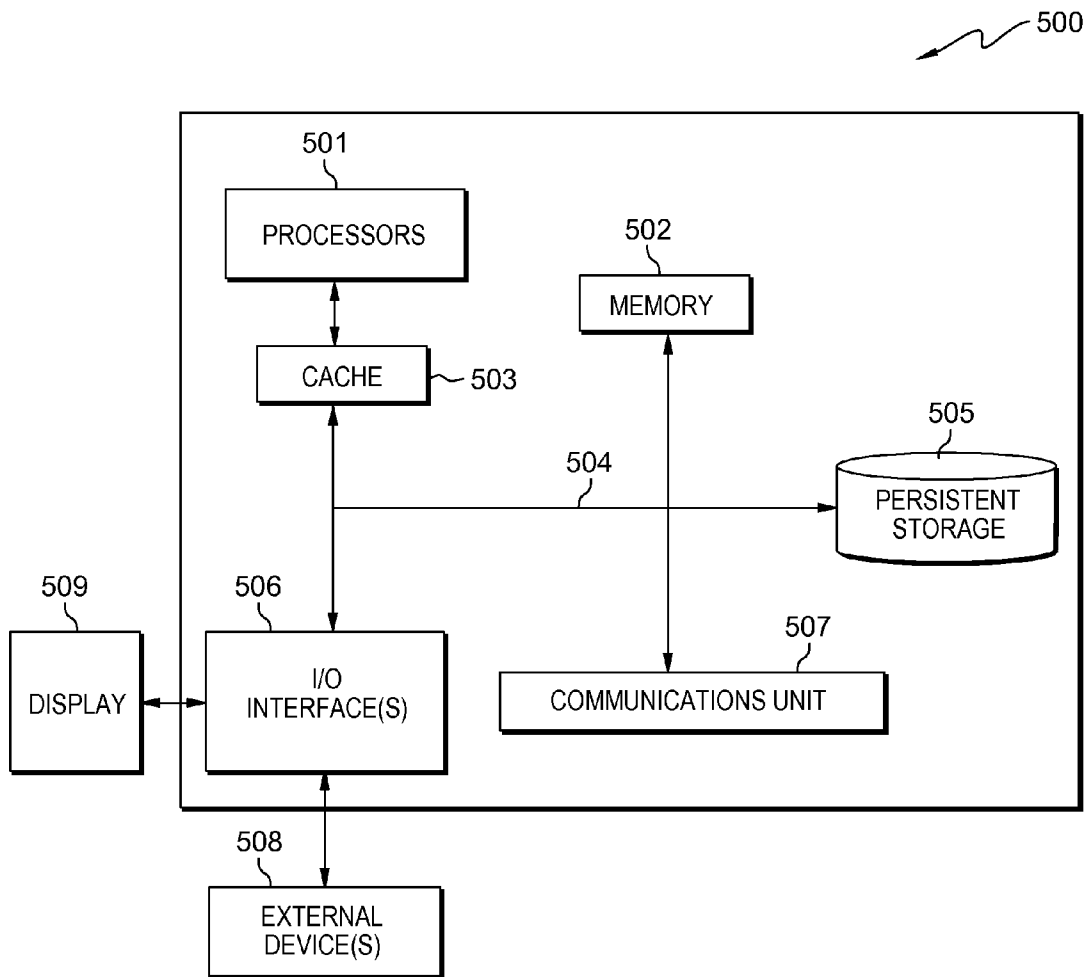 500
501
PROCESSORS
502
MEMORY
CACHE
503
504
505
PERSISTENT
STORAGE
509
DISPLAY
506
I/O
INTERFACE(S)
507
COMMUNICATIONS UNIT
508
EXTERNAL
DEVICE(S)